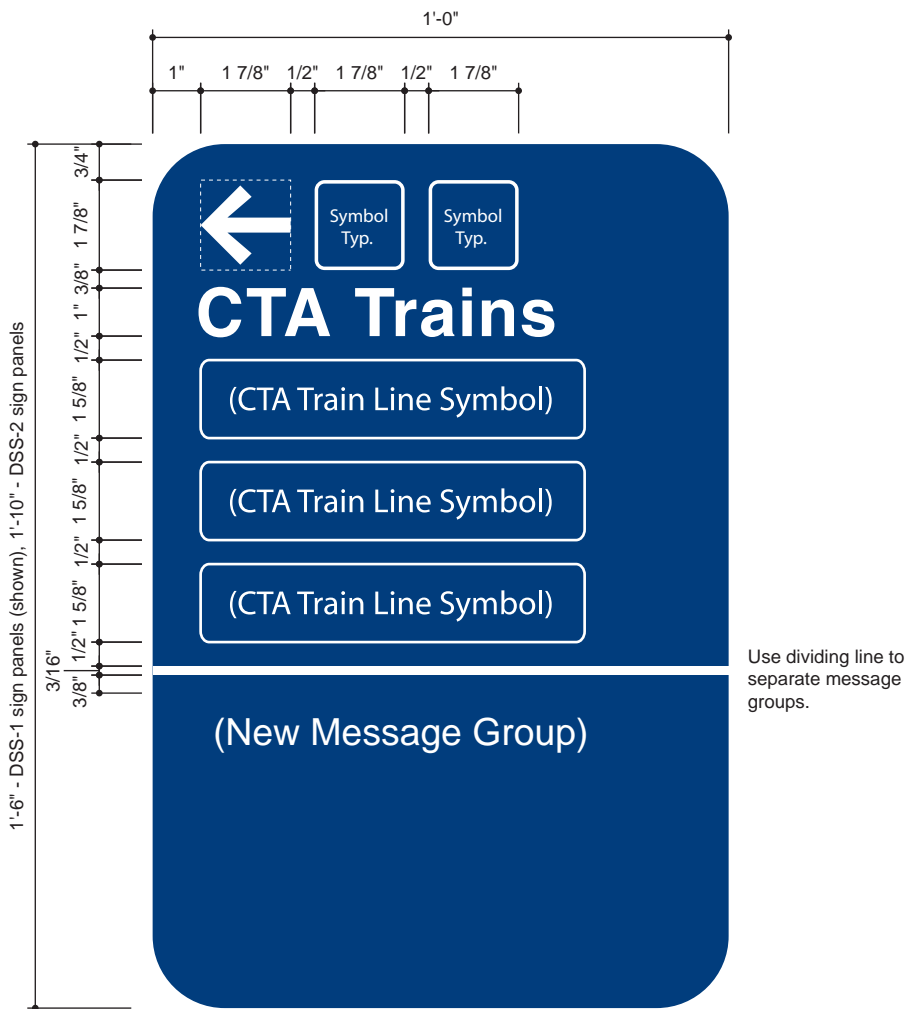 1'-0"
1" 1 7/8" 1/2" 1 7/8" 1/2" 1 7/8"
1'-6" - DSS-1 sign panels (shown), 1'-10" - DSS-2 sign panels
3/4"
1 7/8"
3/8"
1"
1/2"
1 5/8"
1/2"
1 5/8"
1/2"
1 5/8"
1/2"
3/16"
3/8"
Symbol
Typ.
Symbol
Typ.
CTA Trains
(CTA Train Line Symbol)
(CTA Train Line Symbol)
(CTA Train Line Symbol)
(New Message Group)
Use dividing line to
separate message
groups.